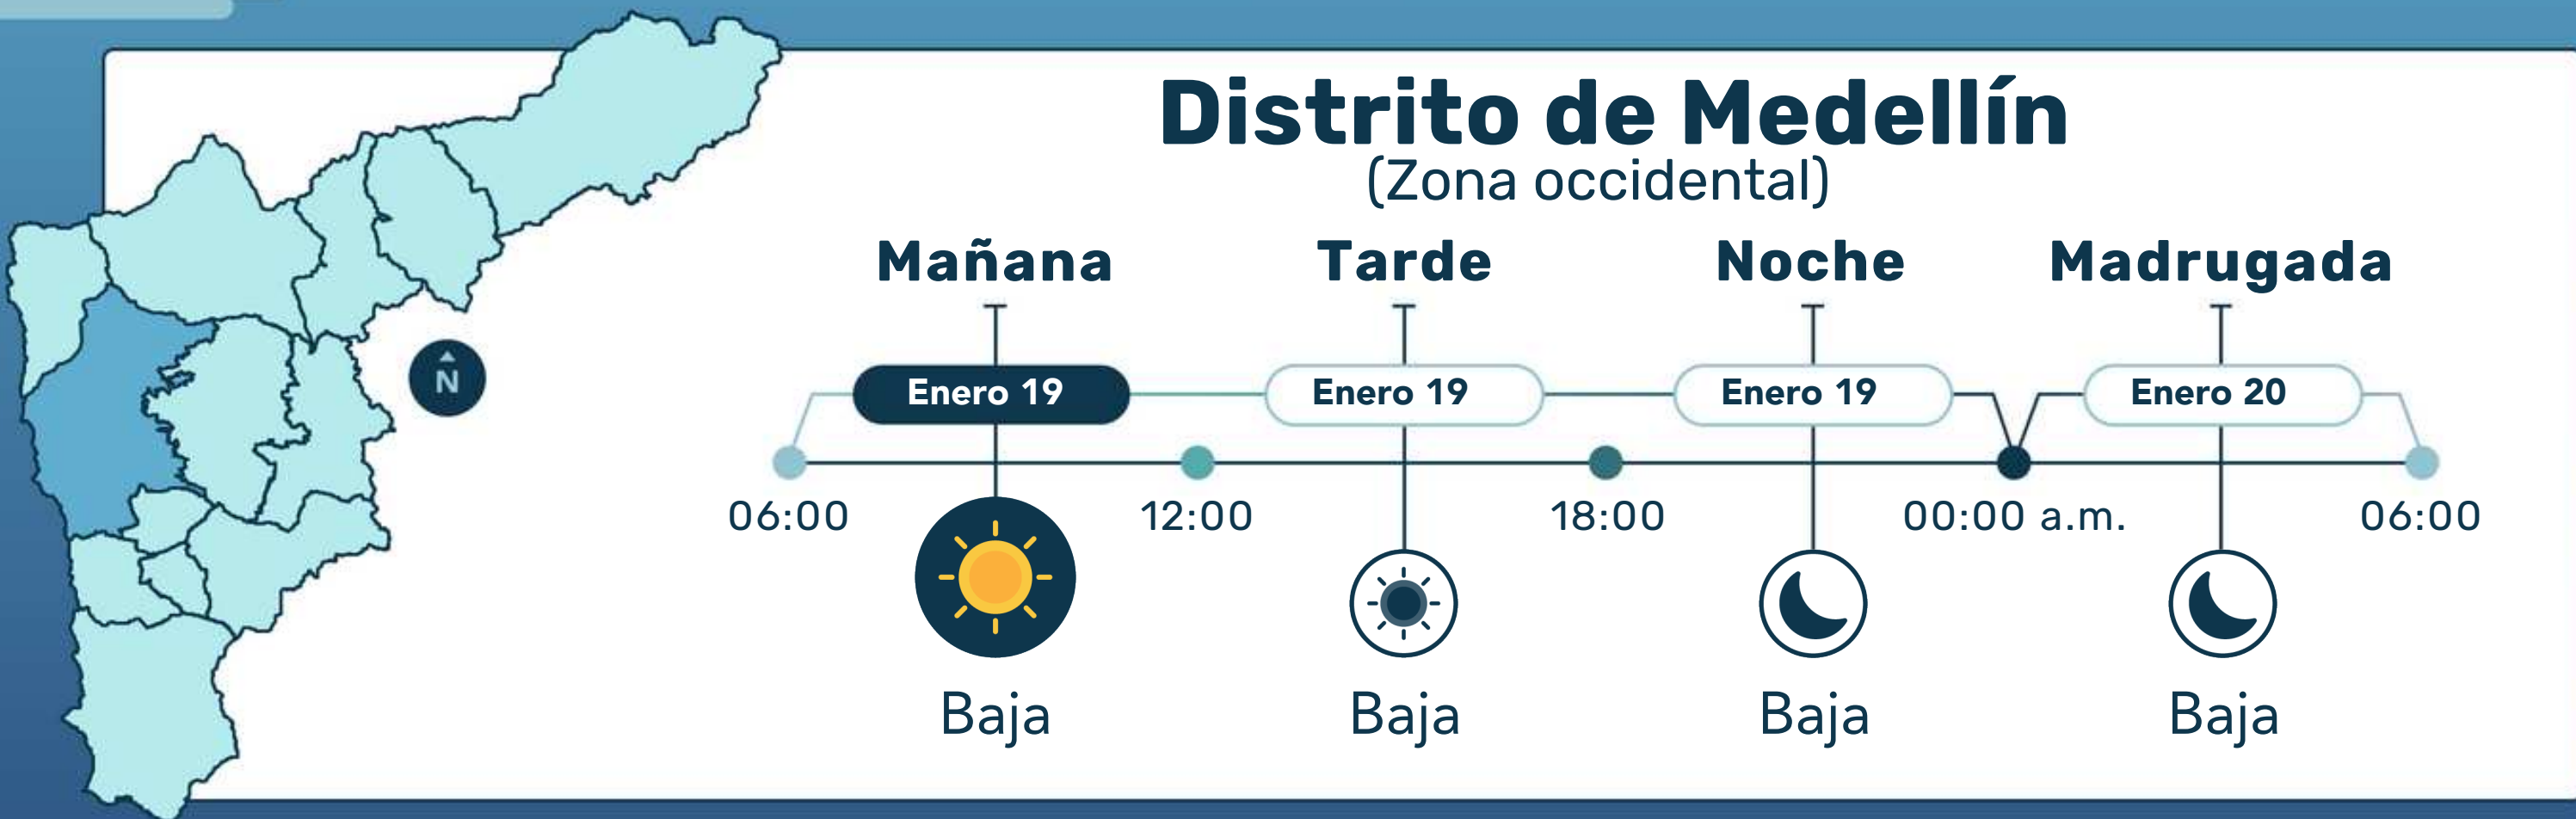 Distrito de Medellín
(Zona occidental)
Mañana Tarde Noche Madrugada
Enero 19 Enero 19 Enero 19 Enero 20
N
06:00 12:00 18:00 00:00 a.m. 06:00
Baja Baja Baja Baja